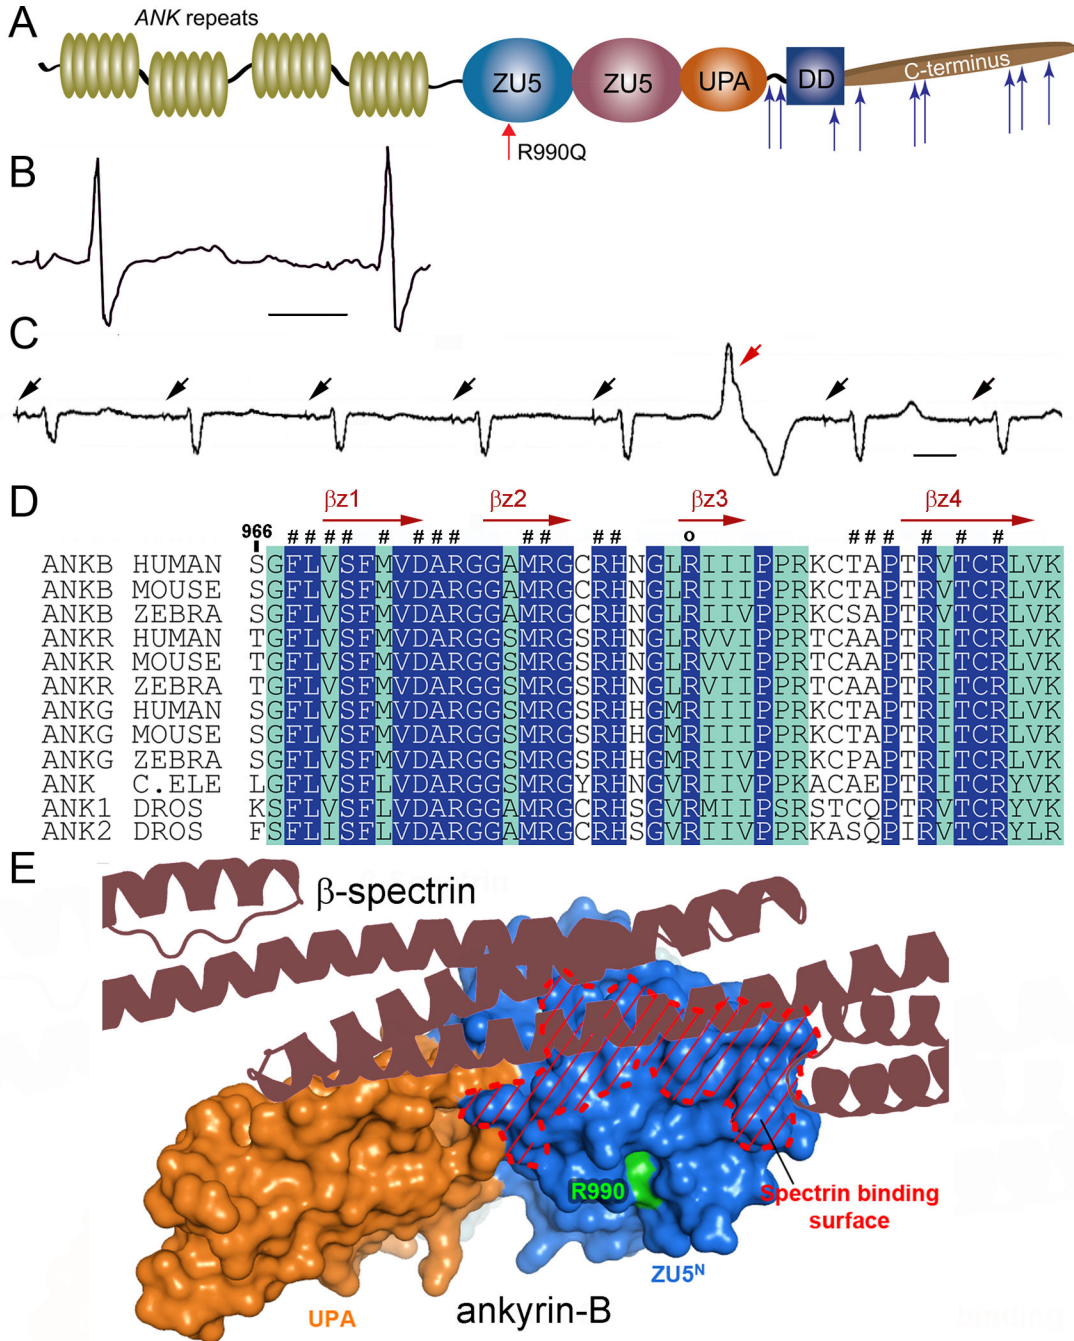 A
ANK repeats
ZU5 ZU5 UPA DD C-terminus
R990Q
B
C
D
βz1 βz2 βz3 βz4
966 # # # # # # # # # # # # o # # # # # #
ANKB HUMAN SGFLVSFMVDARGGAMRGCRHNGLRIIIPPRKCTAPTRVTCRLVK
ANKB MOUSE SGFLVSFMVDARGGAMRGCRHNGLRIIIPPRKCTAPTRVTCRLVK
ANKB ZEBRA SGFLVSFMVDARGGAMRGCRHNGLRIIVPPRKCSAPTRVTCRLVK
ANKR HUMAN TGFLVSFMVDARGGSMRGSRHNGLRVVIPPRTCAAPTRITCRLVK
ANKR MOUSE TGFLVSFMVDARGGSMRGSRHNGLRVVIPPRTCAAPTRITCRLVK
ANKR ZEBRA TGFLVSFMVDARGGSMRGSRHNGLRVIIPPRTCAAPTRITCRLVK
ANKG HUMAN SGFLVSFMVDARGGSMRGSRHHGMRIIIPPRKCTAPTRITCRLVK
ANKG MOUSE SGFLVSFMVDARGGSMRGSRHHGMRIIIPPRKCTAPTRITCRLVK
ANKG ZEBRA SGFLVSFMVDARGGSMRGSRHHGMRIIVPPRKCPAPTRITCRLVK
ANK C.ELE LGFLVSFLVDARGGSMRGYRHNGVRIIVPPKACAEPTRITCRLVK
ANK1 DROS KSFLVSFLVDARGGAMRGCRHSGVRMIIPSRSTCQPTRVTCRYVK
ANK2 DROS FSFLISFLVDARGGAMRGCRHSGVRIIVPPRKASQPIRVTCRYLR
E
β-spectrin
R990
Spectrin binding
surface
ZU5ᴺ
UPA
ankyrin-B